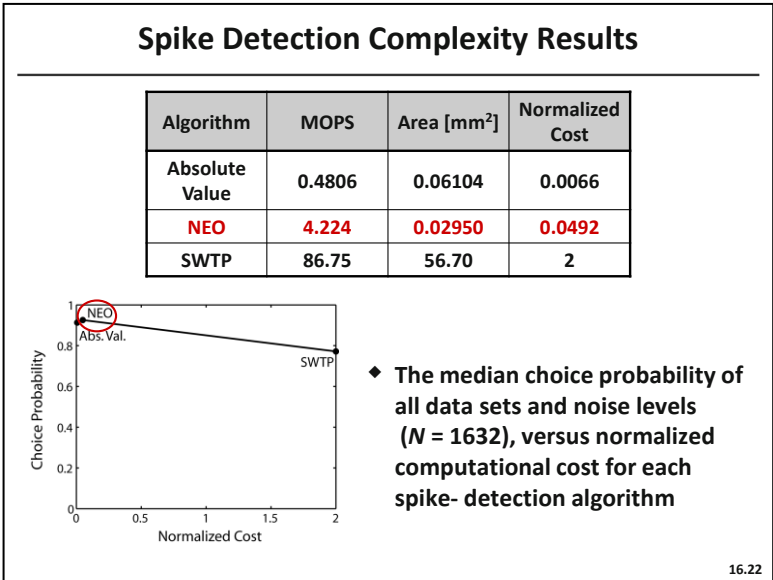 Spike Detection Complexity Results
Algorithm MOPS Area [mm²] Normalized Cost
Absolute Value 0.4806 0.06104 0.0066
NEO 4.224 0.02950 0.0492
SWTP 86.75 56.70 2
1
NEO
Abs. Val.
0.8
SWTP
0.6
0.4
0.2
0
Choice Probability
0 0.5 1 1.5 2
Normalized Cost
◆ The median choice probability of
all data sets and noise levels
(N = 1632), versus normalized
computational cost for each
spike- detection algorithm
16.22